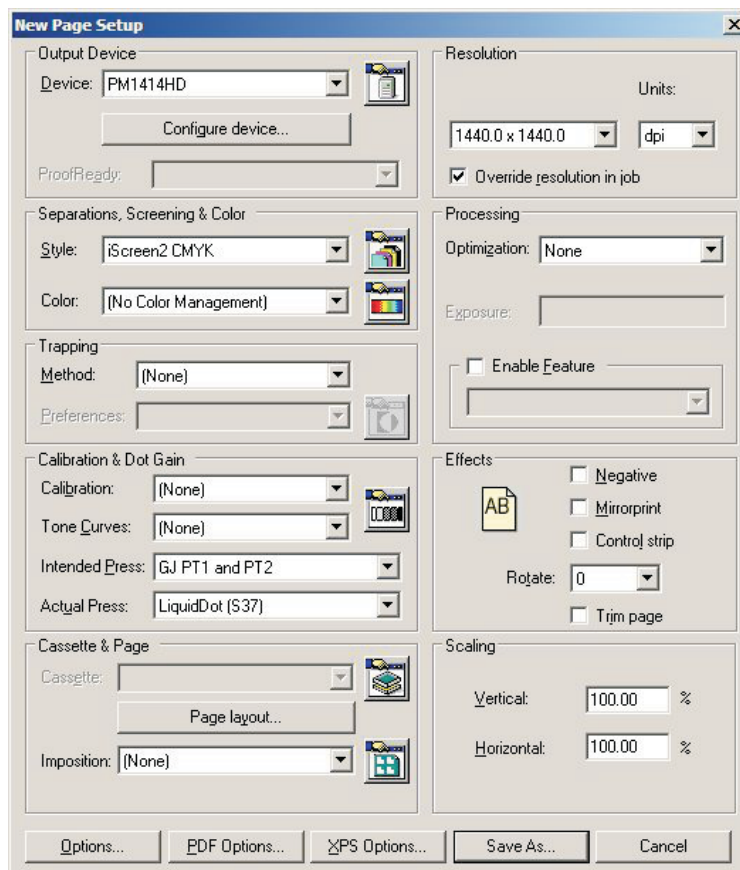 New Page Setup
Output Device
Device: PM1414HD
Configure device...
ProofReady:
Resolution
Units:
1440.0 x 1440.0 dpi
Override resolution in job
Separations, Screening & Color
Style: iScreen2 CMYK
Color: (No Color Management)
Processing
Optimization: None
Exposure:
Enable Feature
Trapping
Method: (None)
Preferences:
Calibration & Dot Gain
Calibration: (None)
Tone Curves: (None)
Intended Press: GJ PT1 and PT2
Actual Press: LiquidDot (S37)
Effects
AB
Negative
Mirrorprint
Control strip
Rotate: 0
Trim page
Cassette & Page
Cassette:
Page layout...
Imposition: (None)
Scaling
Vertical: 100.00 %
Horizontal: 100.00 %
Options... PDF Options... XPS Options... Save As... Cancel